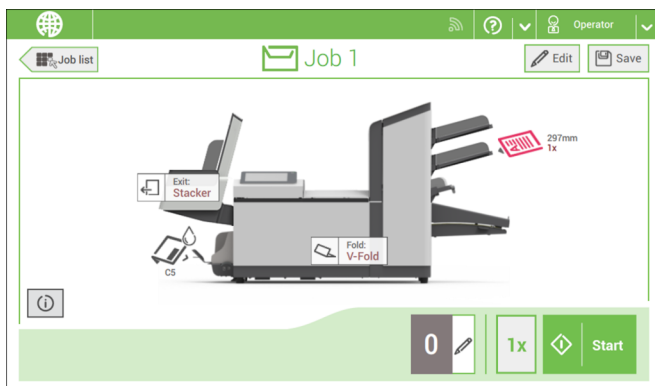 Operator
Job list
Job 1
Edit
Save
297mm
1x
Exit:
Stacker
Fold:
V-Fold
C5
0
1x
Start